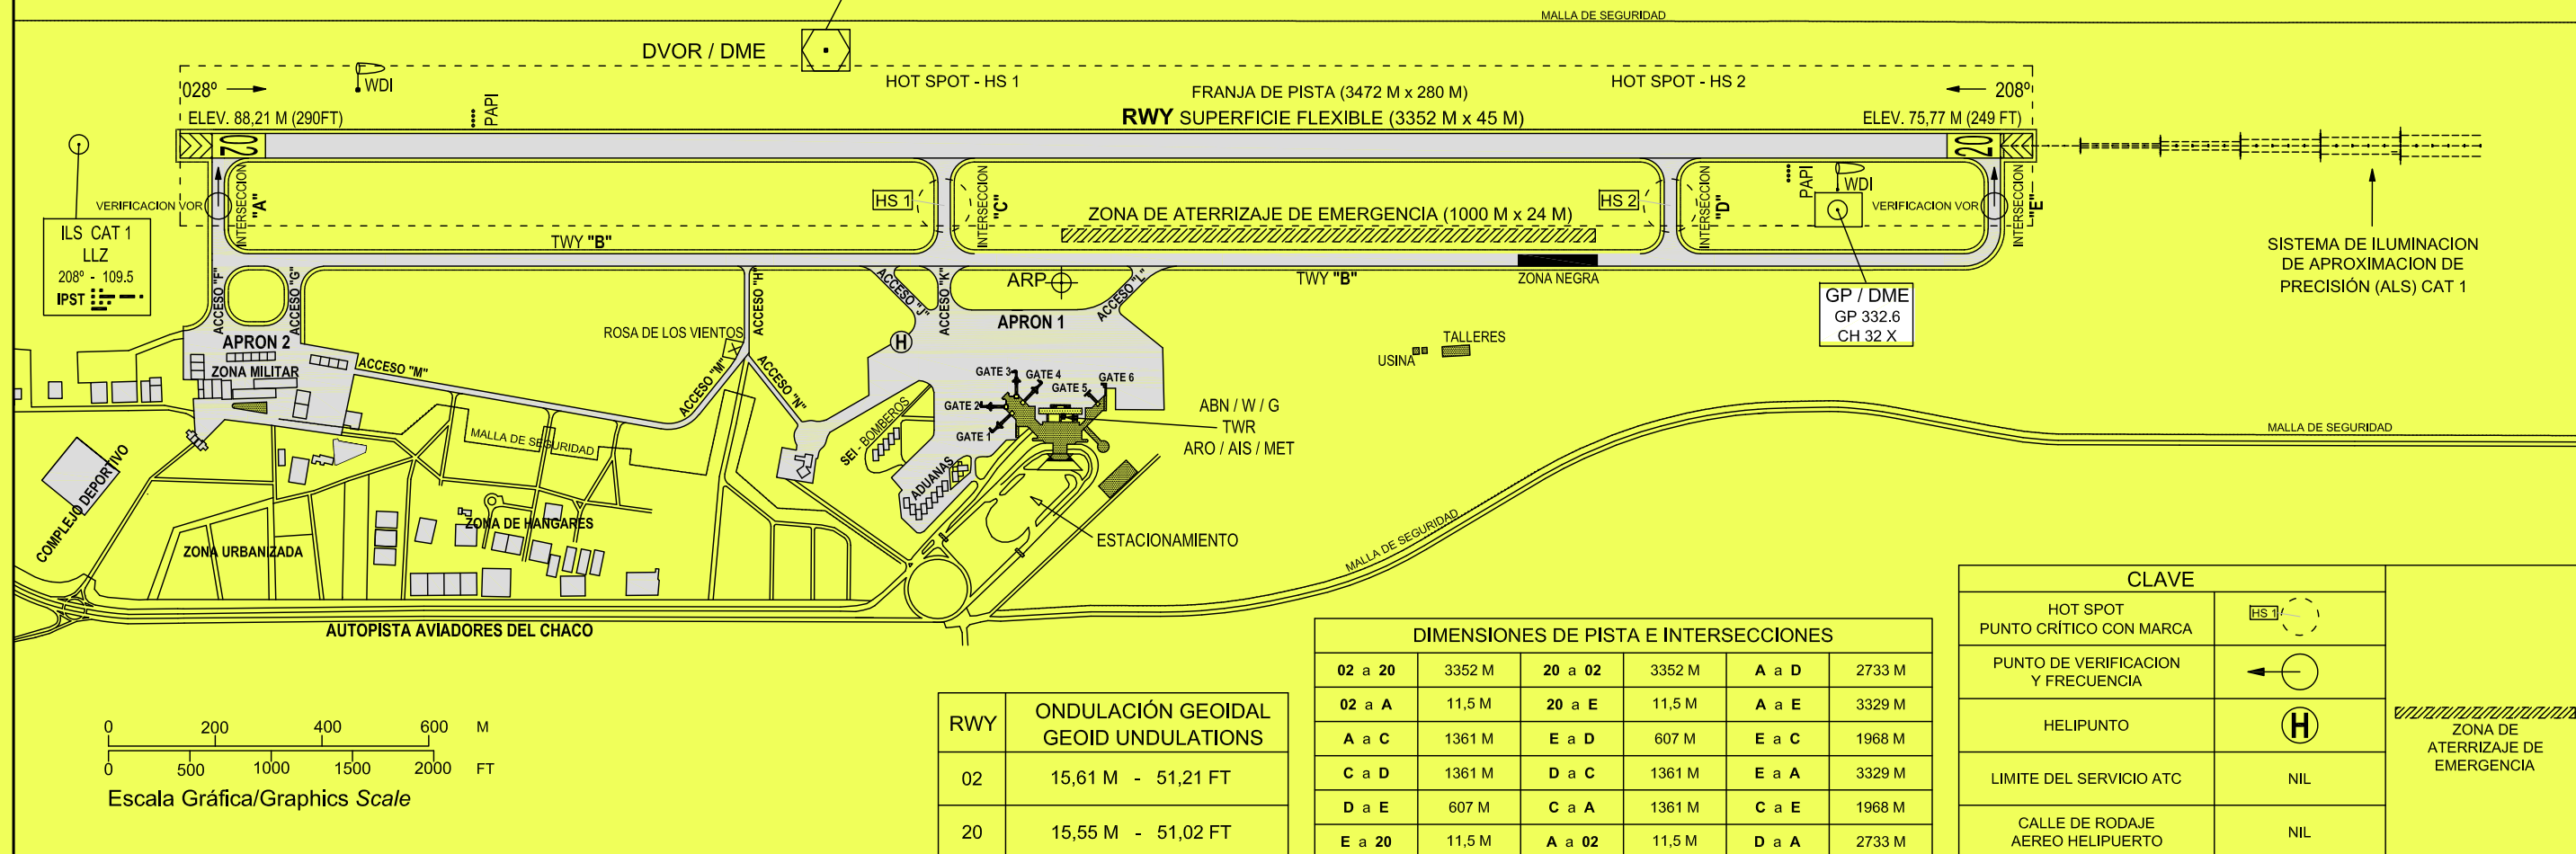 MALLA DE SEGURIDAD
DVOR / DME
WDI
HOT SPOT - HS 1
HOT SPOT - HS 2
028º
FRANJA DE PISTA (3472 M x 280 M)
208º
PAPI
ELEV. 88,21 M (290FT)
RWY SUPERFICIE FLEXIBLE (3352 M x 45 M)
ELEV. 75,77 M (249 FT)
20
20
INTERSECCION
"A"
HS 1
INTERSECCION
"C"
HS 2
INTERSECCION
"D"
PAPI
WDI
INTERSECCION
"E"
VERIFICACION VOR
VERIFICACION VOR
ZONA DE ATERRIZAJE DE EMERGENCIA (1000 M x 24 M)
ILS CAT 1
LLZ
208º - 109.5
IPST
TWY "B"
SISTEMA DE ILUMINACION
DE APROXIMACION DE
PRECISIÓN (ALS) CAT 1
ACCESO "F"
ACCESO "G"
ACCESO "H"
ACCESO "J"
ACCESO "K"
ARP
ACCESO "L"
TWY "B"
ZONA NEGRA
GP / DME
GP 332.6
CH 32 X
APRON 1
ROSA DE LOS VIENTOS
H
APRON 2
ZONA MILITAR
ACCESO "M"
ACCESO "M"
ACCESO "N"
USINA
TALLERES
GATE 3
GATE 4
GATE 5
GATE 6
GATE 2
GATE 1
ABN / W / G
TWR
ARO / AIS / MET
SEI - BOMBEROS
ADUANAS
MALLA DE SEGURIDAD
MALLA DE SEGURIDAD
COMPLEJO DEPORTIVO
ZONA DE HANGARES
ZONA URBANIZADA
ESTACIONAMIENTO
MALLA DE SEGURIDAD
AUTOPISTA AVIADORES DEL CHACO
0 200 400 600 M
0 500 1000 1500 2000 FT
Escala Gráfica/Graphics Scale
RWY ONDULACIÓN GEOIDAL
GEOID UNDULATIONS
02 15,61 M - 51,21 FT
20 15,55 M - 51,02 FT
DIMENSIONES DE PISTA E INTERSECCIONES
02 a 20 3352 M 20 a 02 3352 M A a D 2733 M
02 a A 11,5 M 20 a E 11,5 M A a E 3329 M
A a C 1361 M E a D 607 M E a C 1968 M
C a D 1361 M D a C 1361 M E a A 3329 M
D a E 607 M C a A 1361 M C a E 1968 M
E a 20 11,5 M A a 02 11,5 M D a A 2733 M
CLAVE
HOT SPOT
PUNTO CRÍTICO CON MARCA
HS 1
PUNTO DE VERIFICACION
Y FRECUENCIA
HELIPUNTO
H
LIMITE DEL SERVICIO ATC NIL
CALLE DE RODAJE
AEREO HELIPUERTO
NIL
ZONA DE
ATERRIZAJE DE
EMERGENCIA